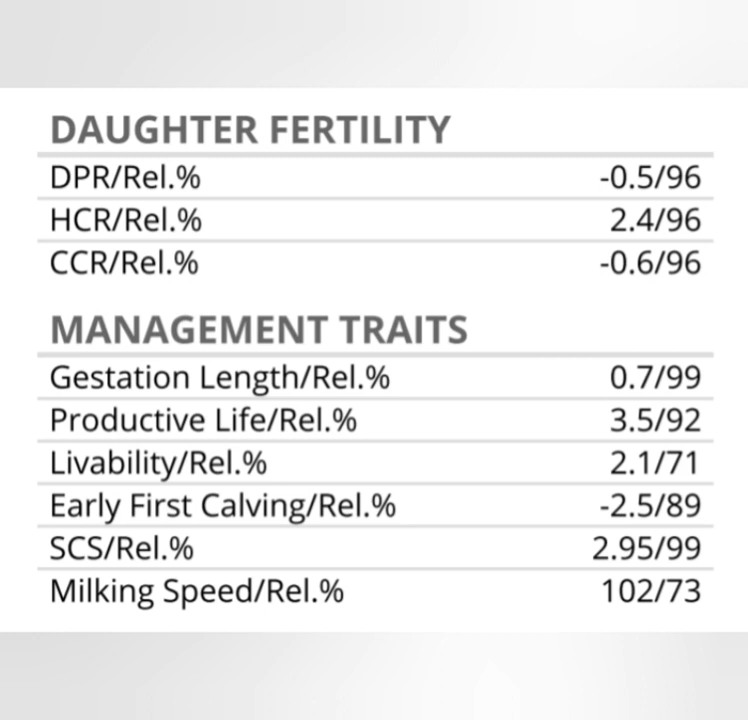 DAUGHTER FERTILITY
DPR/Rel.% -0.5/96
HCR/Rel.% 2.4/96
CCR/Rel.% -0.6/96
MANAGEMENT TRAITS
Gestation Length/Rel.% 0.7/99
Productive Life/Rel.% 3.5/92
Livability/Rel.% 2.1/71
Early First Calving/Rel.% -2.5/89
SCS/Rel.% 2.95/99
Milking Speed/Rel.% 102/73